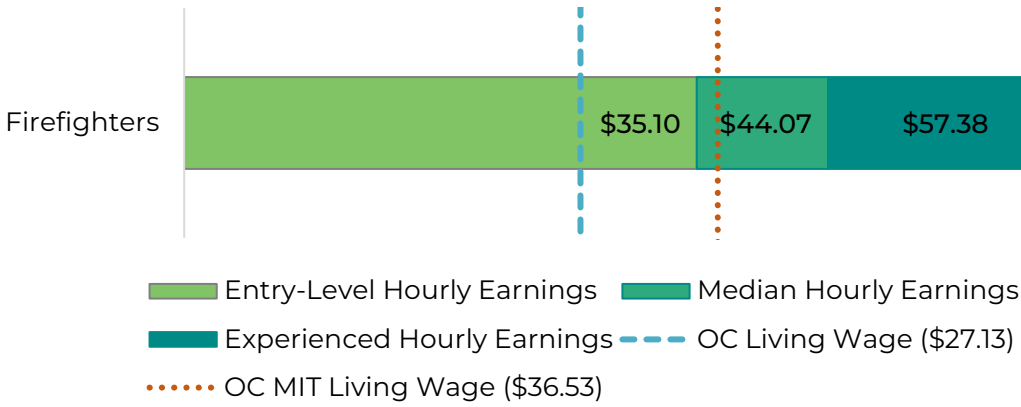 Firefighters $35.10 $44.07 $57.38
Entry-Level Hourly Earnings Median Hourly Earnings
Experienced Hourly Earnings OC Living Wage ($27.13)
OC MIT Living Wage ($36.53)